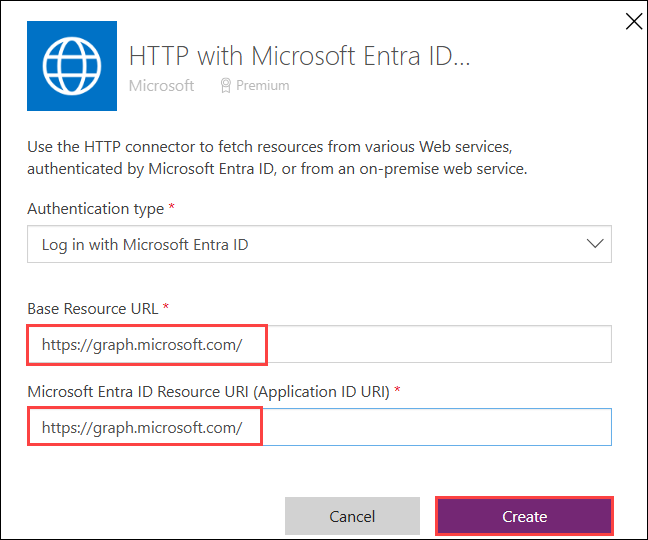 HTTP with Microsoft Entra ID...
Microsoft Premium
Use the HTTP connector to fetch resources from various Web services,
authenticated by Microsoft Entra ID, or from an on-premise web service.
Authentication type *
Log in with Microsoft Entra ID
Base Resource URL *
https://graph.microsoft.com/
Microsoft Entra ID Resource URI (Application ID URI) *
https://graph.microsoft.com/
Cancel Create